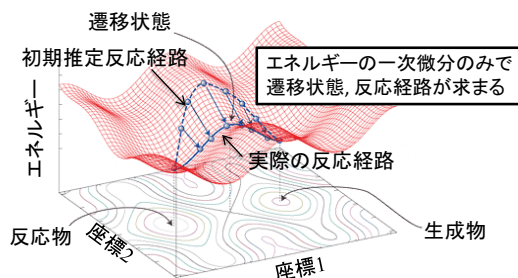 遷移状態
初期推定反応経路
エネルギーの一次微分のみで
遷移状態, 反応経路が求まる
エネルギー
実際の反応経路
反応物
生成物
座標2
座標1